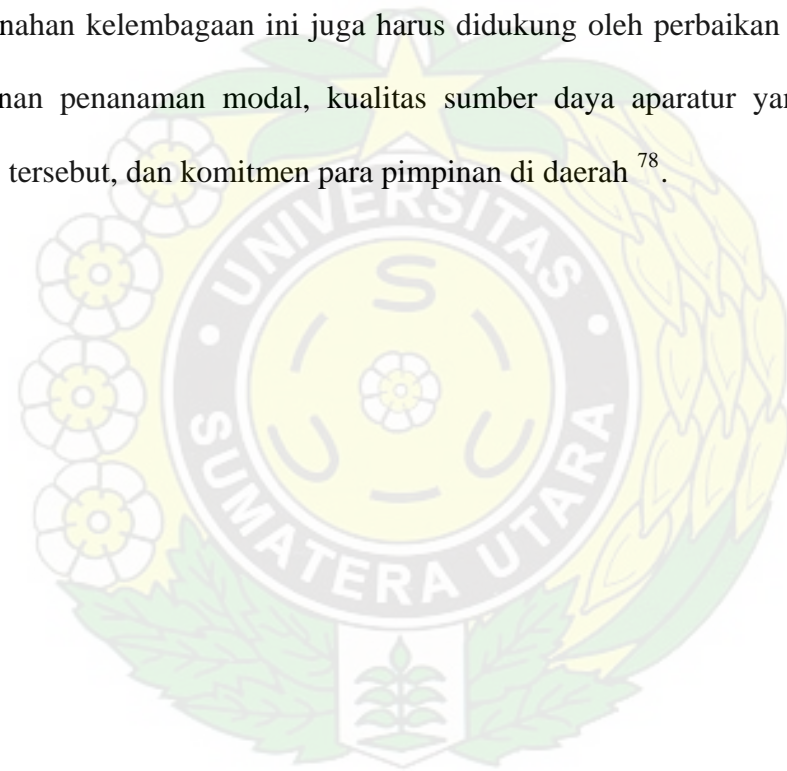 nahan kelembagaan ini juga harus didukung oleh perbaikan
nan penanaman modal, kualitas sumber daya aparatur yan
tersebut, dan komitmen para pimpinan di daerah 78.
UNIVERSITAS
S
U U
SUMATERA UTARA